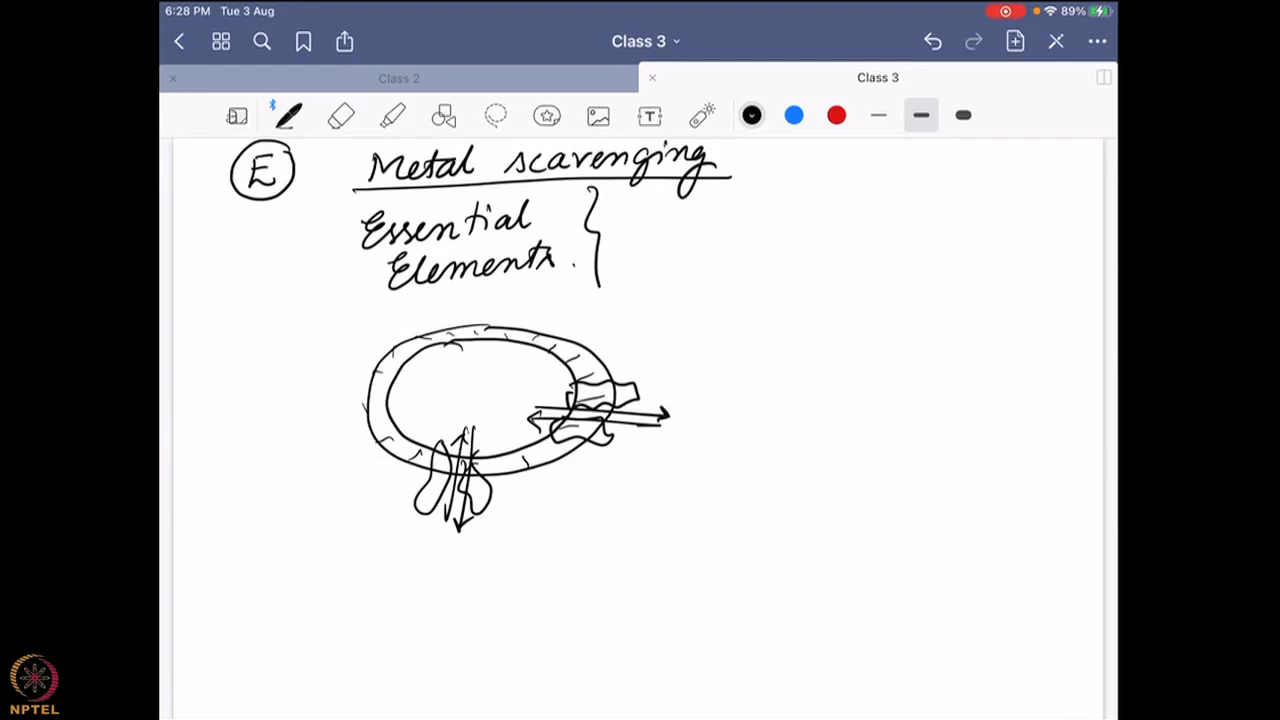 6:28 PM Tue 3 Aug
89%
Class 3
Class 2
Class 3
T
E Metal scavenging
Essential
Elements.
NPTEL